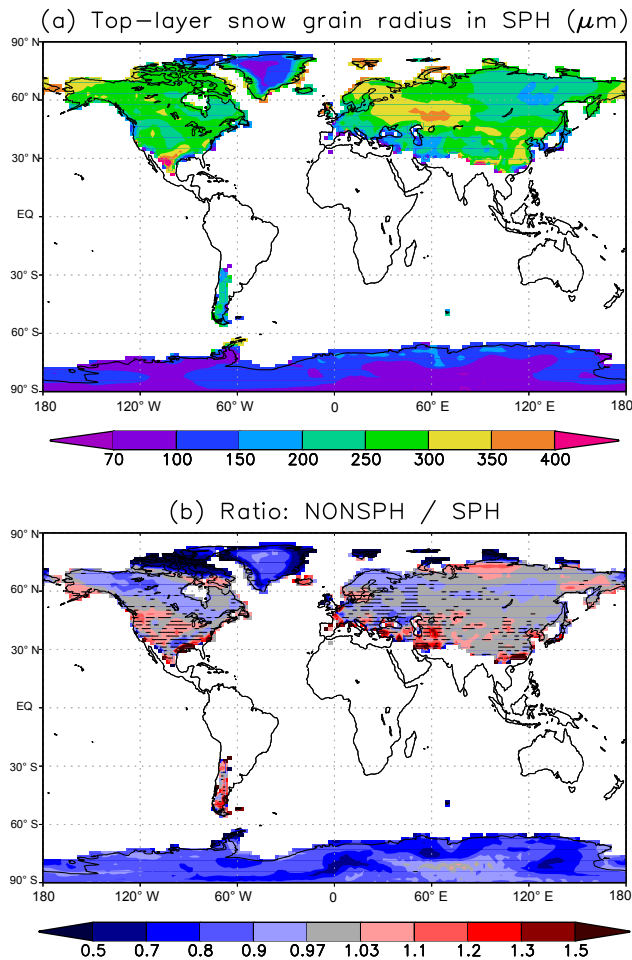 (a) Top−layer snow grain radius in SPH (μm)
90° N
60° N
30° N
EQ
30° S
60° S
90° S
180 120° W 60° W 0 60° E 120° E 180
70 100 150 200 250 300 350 400
(b) Ratio: NONSPH / SPH
90° N
60° N
30° N
EQ
30° S
60° S
90° S
180 120° W 60° W 0 60° E 120° E 180
0.5 0.7 0.8 0.9 0.97 1.03 1.1 1.2 1.3 1.5